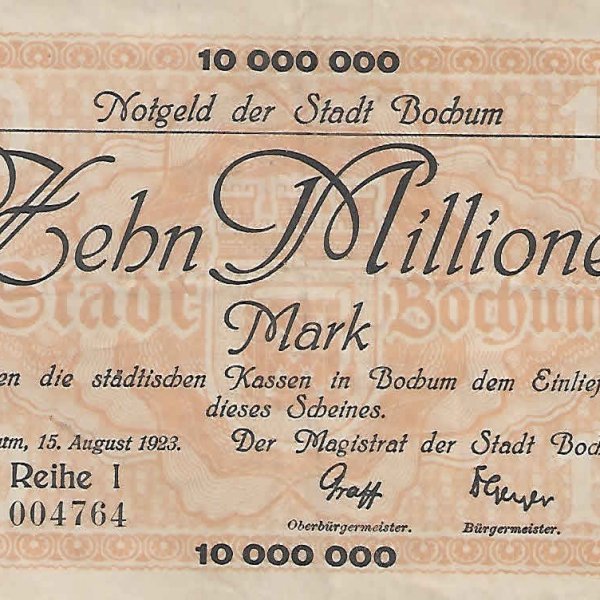 10 000 000
Notgeld der Stadt Bochum
Zehn Millione
Mark
Stadt Bochum
en die städtischen Kassen in Bochum dem Einlief
dieses Scheines.
um, 15. August 1923. Der Magistrat der Stadt Boch
Reihe I
004764
Graff
Oberbürgermeister. Bürgermeister.
10 000 000